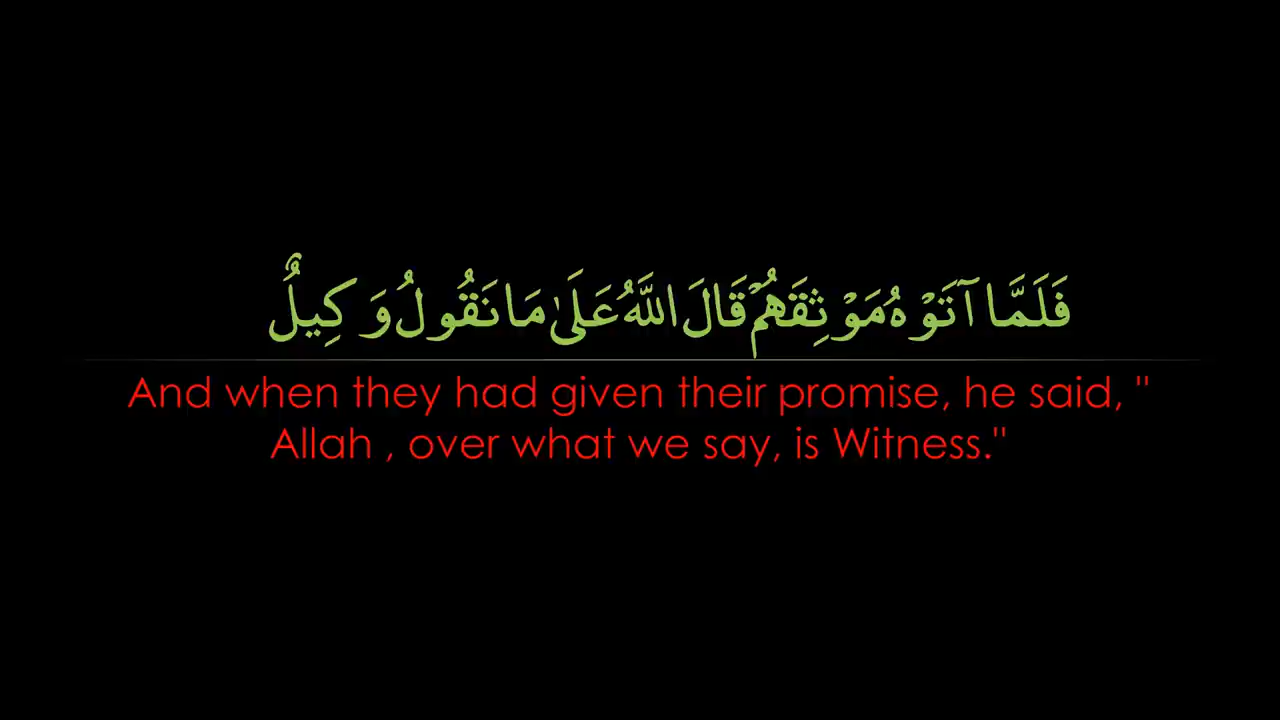 فَلَمَّا آتَوْهُ مَوْثِقَهُمْ قَالَ اللَّهُ عَلَىٰ مَا نَقُولُ وَكِيلٌ
And when they had given their promise, he said, "
Allah , over what we say, is Witness."